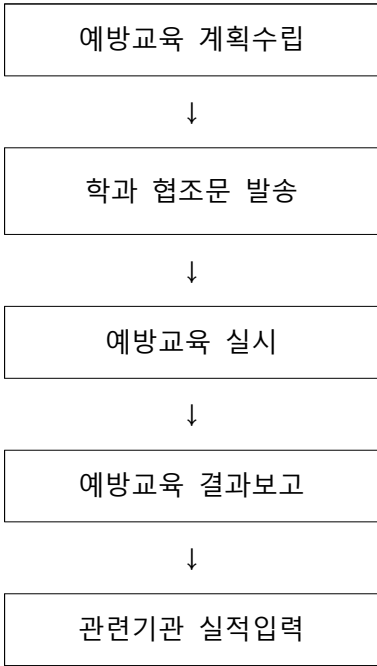 예방교육 계획수립
↓
학과 협조문 발송
↓
예방교육 실시
↓
예방교육 결과보고
↓
관련기관 실적입력